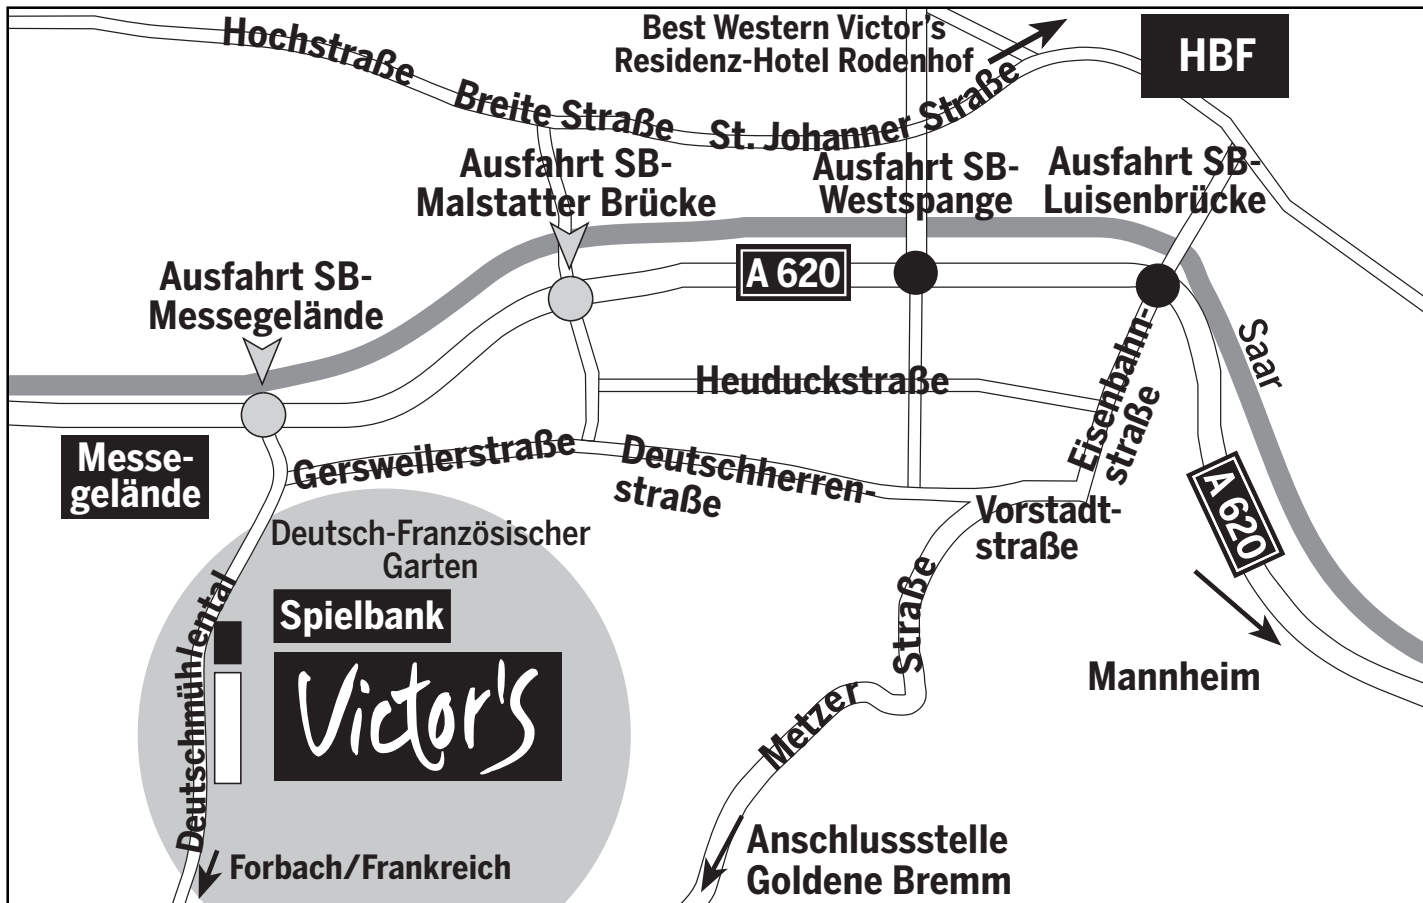 Hochstraße
Best Western Victor's
Residenz-Hotel Rodenhof
HBF
Breite Straße
St. Johanner Straße
Ausfahrt SB-
Malstatter Brücke
Ausfahrt SB-
Westspange
Ausfahrt SB-
Luisenbrücke
Ausfahrt SB-
Messegelände
A 620
Saar
Heuduckstraße
Eisenbahn-
straße
Messe-
gelände
Gersweilerstraße
Deutschherren-
straße
Vorstadt-
straße
A 620
Deutsch-Französischer
Garten
Spielbank
Victor's
Deutschmühlental
Metzer Straße
Mannheim
Forbach/Frankreich
Anschlussstelle
Goldene Bremm